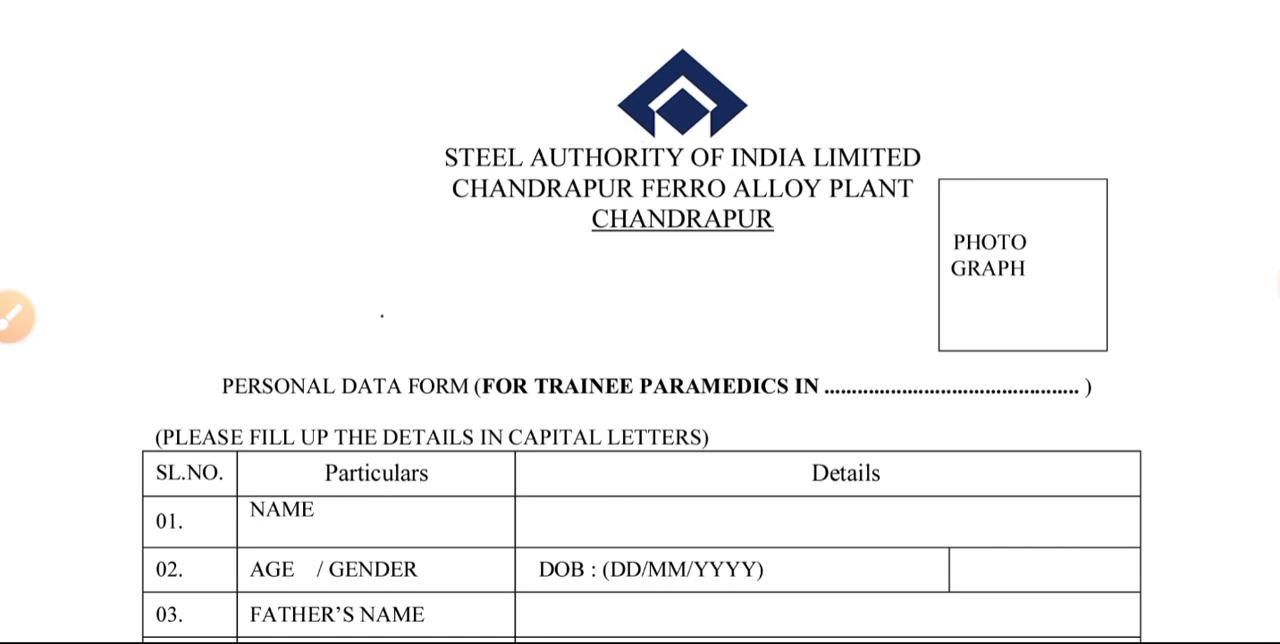 STEEL AUTHORITY OF INDIA LIMITED
CHANDRAPUR FERRO ALLOY PLANT
CHANDRAPUR
PHOTO
GRAPH
PERSONAL DATA FORM (FOR TRAINEE PARAMEDICS IN .............................................. )
(PLEASE FILL UP THE DETAILS IN CAPITAL LETTERS)
SL.NO. Particulars Details
01. NAME
02. AGE / GENDER DOB : (DD/MM/YYYY)
03. FATHER’S NAME